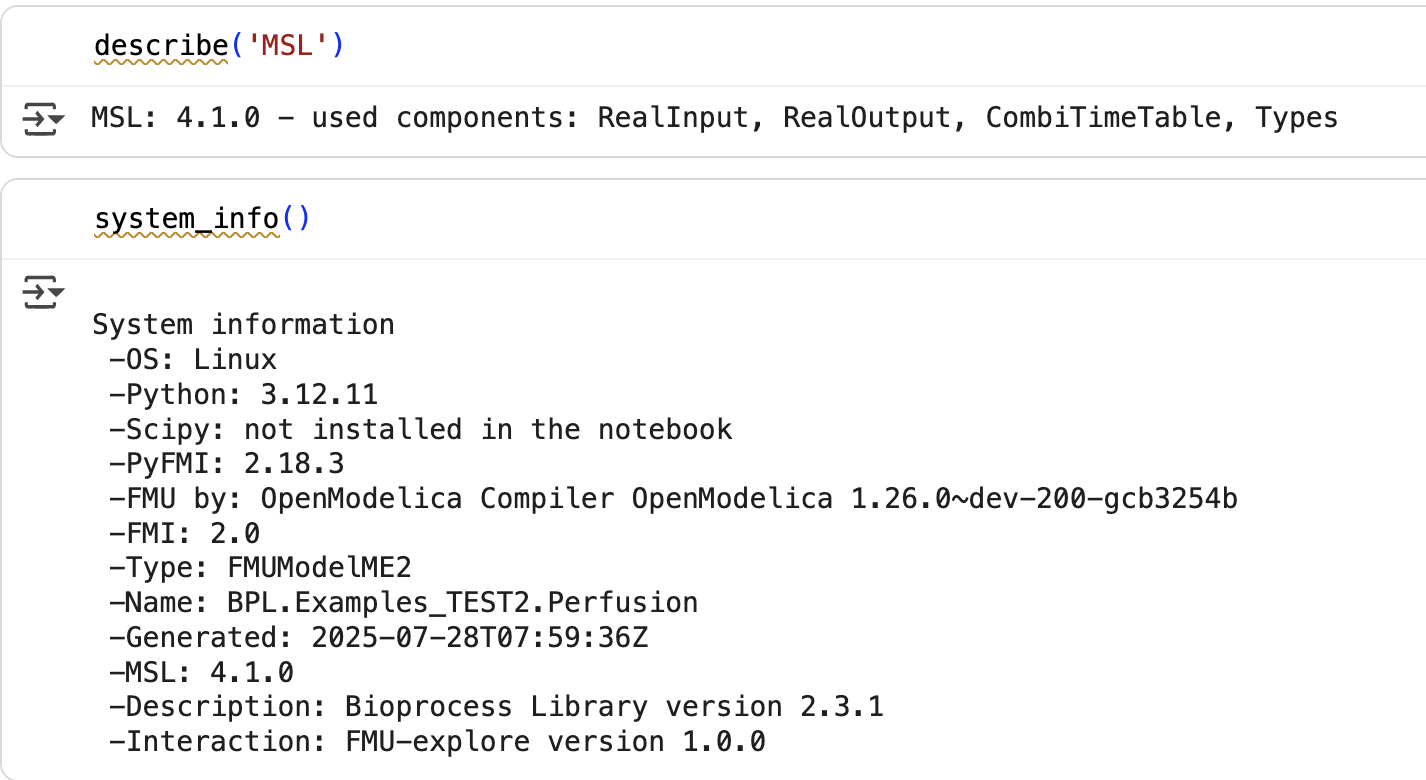 describe('MSL')
MSL: 4.1.0 - used components: RealInput, RealOutput, CombiTimeTable, Types
system_info()
System information
-OS: Linux
-Python: 3.12.11
-Scipy: not installed in the notebook
-PyFMI: 2.18.3
-FMU by: OpenModelica Compiler OpenModelica 1.26.0~dev-200-gcb3254b
-FMI: 2.0
-Type: FMUModelME2
-Name: BPL.Examples_TEST2.Perfusion
-Generated: 2025-07-28T07:59:36Z
-MSL: 4.1.0
-Description: Bioprocess Library version 2.3.1
-Interaction: FMU-explore version 1.0.0